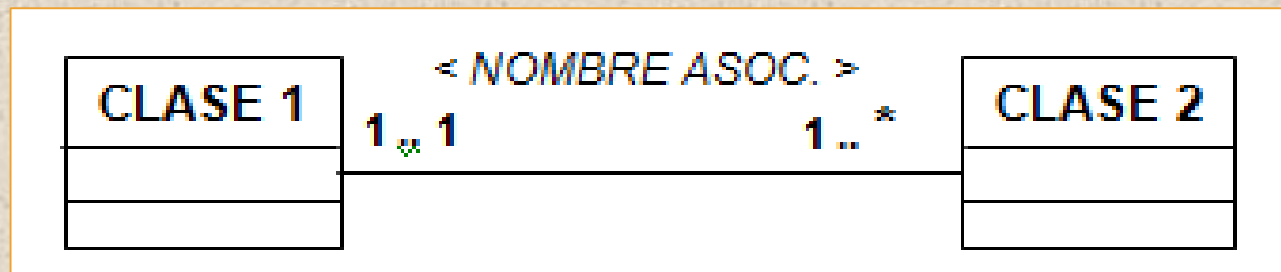 < NOMBRE ASOC. >
CLASE 1
CLASE 2
1 .. 1
1 .. *